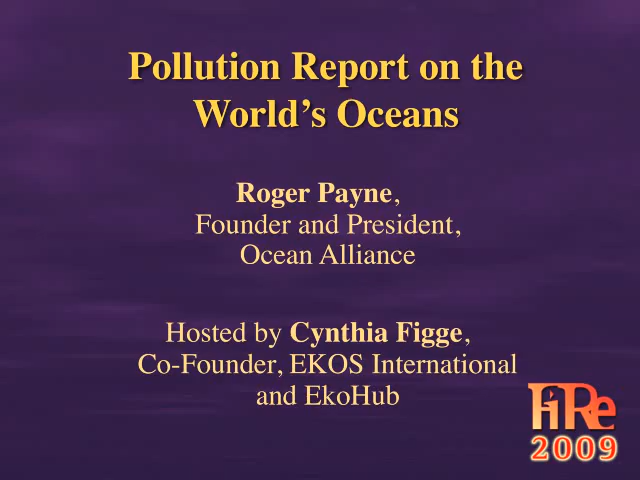 Pollution Report on the
World’s Oceans
Roger Payne,
Founder and President,
Ocean Alliance
Hosted by Cynthia Figge,
Co-Founder, EKOS International
and EkoHub
FiRe
2009